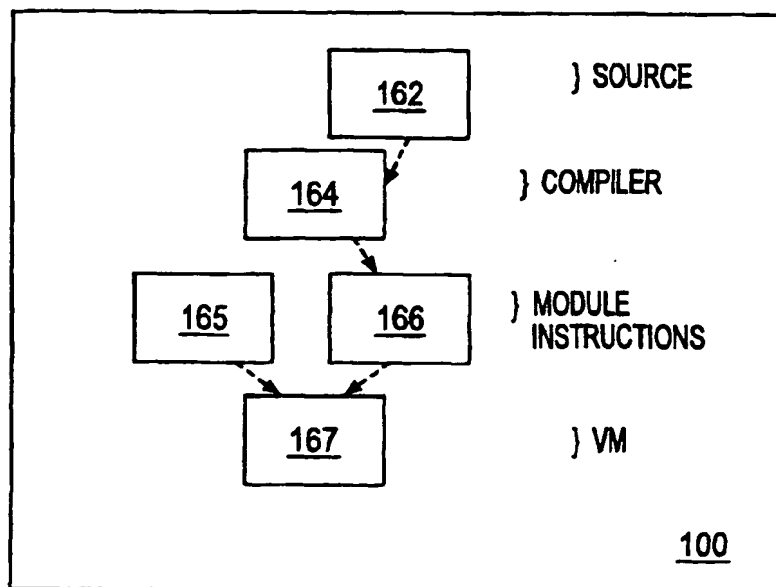 162 } SOURCE
164 } COMPILER
165 166 } MODULE
INSTRUCTIONS
167 } VM
100